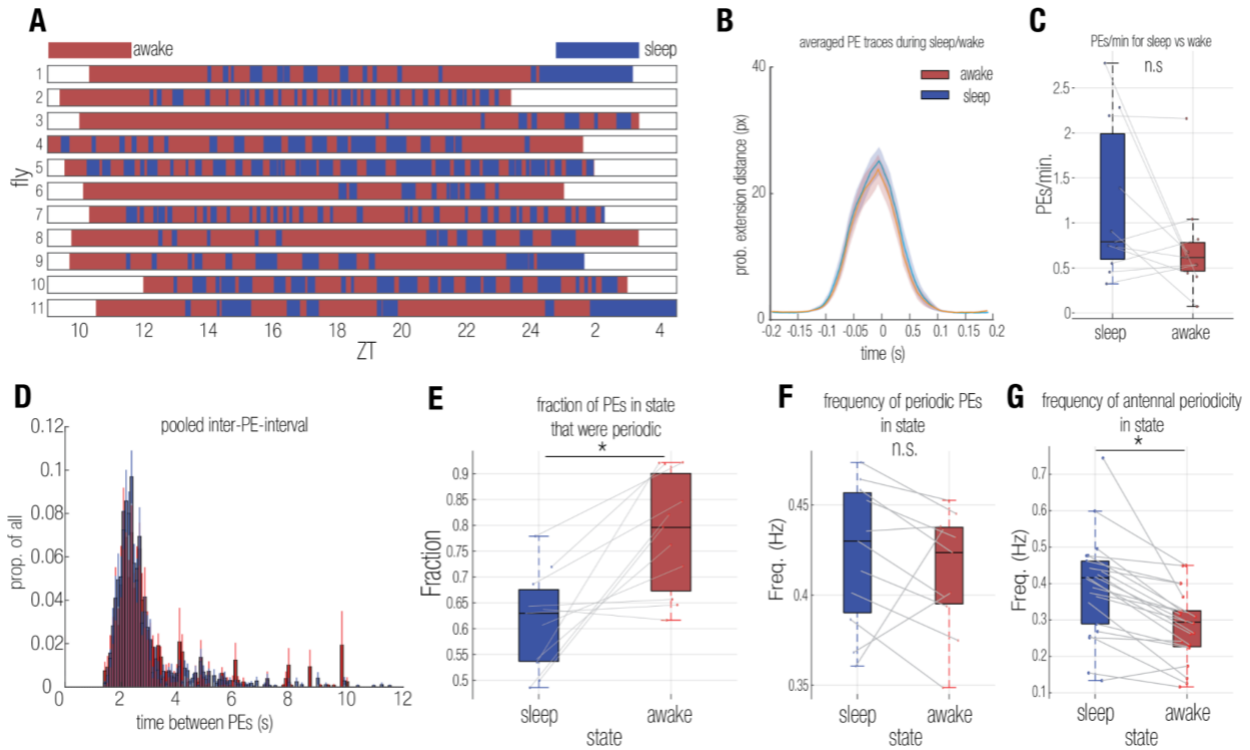 A
awake
sleep
fly
1
2
3
4
5
6
7
8
9
10
11
10 12 14 16 18 20 22 24 2 4
ZT
B
averaged PE traces during sleep/wake
awake
sleep
prob. extension distance (px)
40
20
0
-0.2 -0.15 -0.1 -0.05 0 0.05 0.1 0.15 0.2
time (s)
C
PEs/min for sleep vs wake
n.s
PEs/min.
2.5
2
1.5
1
0.5
0
sleep awake
D
pooled inter-PE-interval
prop. of all
0.12
0.1
0.08
0.06
0.04
0.02
0
0 2 4 6 8 10 12
time between PEs (s)
E
fraction of PEs in state
that were periodic
*
Fraction
0.9
0.85
0.8
0.75
0.7
0.65
0.6
0.55
0.5
sleep awake
state
F
frequency of periodic PEs
in state
n.s.
Freq. (Hz)
0.45
0.4
0.35
sleep awake
state
G
frequency of antennal periodicity
in state
*
Freq. (Hz)
0.7
0.6
0.5
0.4
0.3
0.2
0.1
sleep awake
state